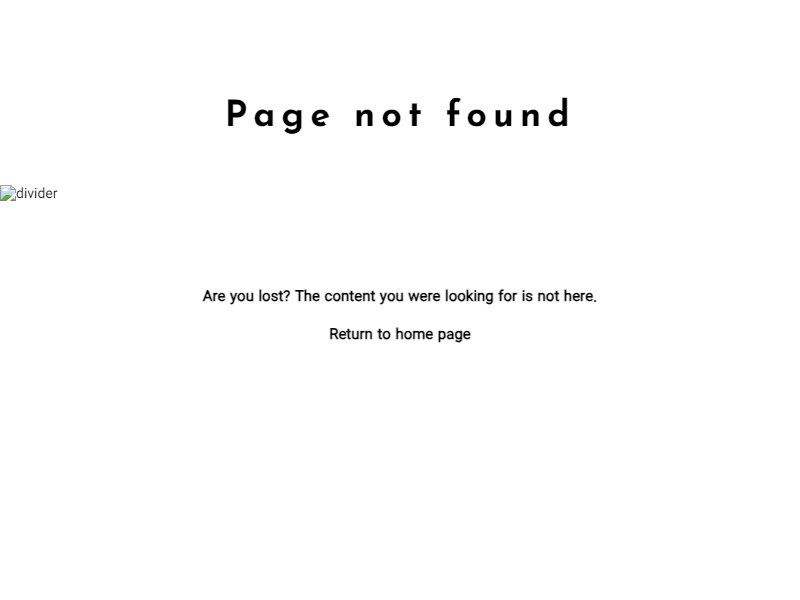 Page not found
divider
Are you lost? The content you were looking for is not here.
Return to home page